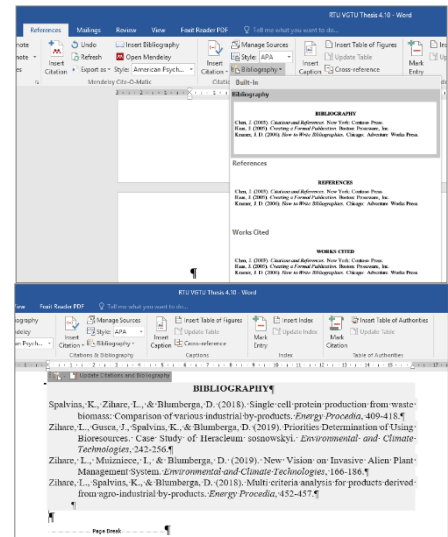 RTU VGTU Thesis 4.10 - Word
References Mailings Review View Foxit Reader PDF Tell me what you want to do...
Insert Citation
Undo
Refresh
Export as
Insert Bibliography
Open Mendeley
Style: American Psych...
Mendeley Cite-O-Matic
Insert Citation
Manage Sources
Style: APA
Bibliography
Insert Caption
Insert Table of Figures
Update Table
Cross-reference
Mark Entry
Built-In
Bibliography
BIBLIOGRAPHY
Chen, J. (2003). Citations and References. New York: Contoso Press.
Haas, J. (2005). Creating a Formal Publication. Boston: Proseware, Inc.
Kramer, J. D. (2006). How to Write Bibliographies. Chicago: Adventure Works Press
References
REFERENCES
Chen, J. (2003). Citations and References. New York: Contoso Press.
Haas, J. (2005). Creating a Formal Publication. Boston: Proseware, Inc.
Kramer, J. D. (2006). How to Write Bibliographies. Chicago: Adventure Works Press
Works Cited
WORKS CITED
Chen, J. (2003). Citations and References. New York: Contoso Press.
Haas, J. (2005). Creating a Formal Publication. Boston: Proseware, Inc.
Kramer, J. D. (2006). How to Write Bibliographies. Chicago: Adventure Works Press
¶
RTU VGTU Thesis 4.10 - Word
View Foxit Reader PDF Tell me what you want to do...
Insert Citation
Manage Sources
Style: APA
Bibliography
Citations & Bibliography
Insert Caption
Insert Table of Figures
Update Table
Cross-reference
Captions
Mark Entry
Insert Index
Update Index
Index
Mark Citation
Insert Table of Authorities
Update Table
Table of Authorities
Update Citations and Bibliography
BIBLIOGRAPHY¶
Spalvins, K., Zihare, L., & Blumberga, D. (2018). Single cell protein production from waste
biomass: Comparison of various industrial by-products. Energy Procedia, 409-418.¶
Zihare, L., Gusca, J., Spalvins, K., & Blumberga, D. (2019). Priorities Determination of Using
Bioresources. Case Study of Heracleum sosnowskyi. Environmental and Climate
Technologies, 242-256.¶
Zihare, L., Muizniece, I., & Blumberga, D. (2019). New Vision on Invasive Alien Plant
Management System. Environmental and Climate Technologies, 166-186.¶
Zihare, L., Spalvins, K., & Blumberga, D. (2018). Multi criteria analysis for products derived
from agro-industrial by-products. Energy Procedia, 452-457.¶
¶
¶
Page Break ¶